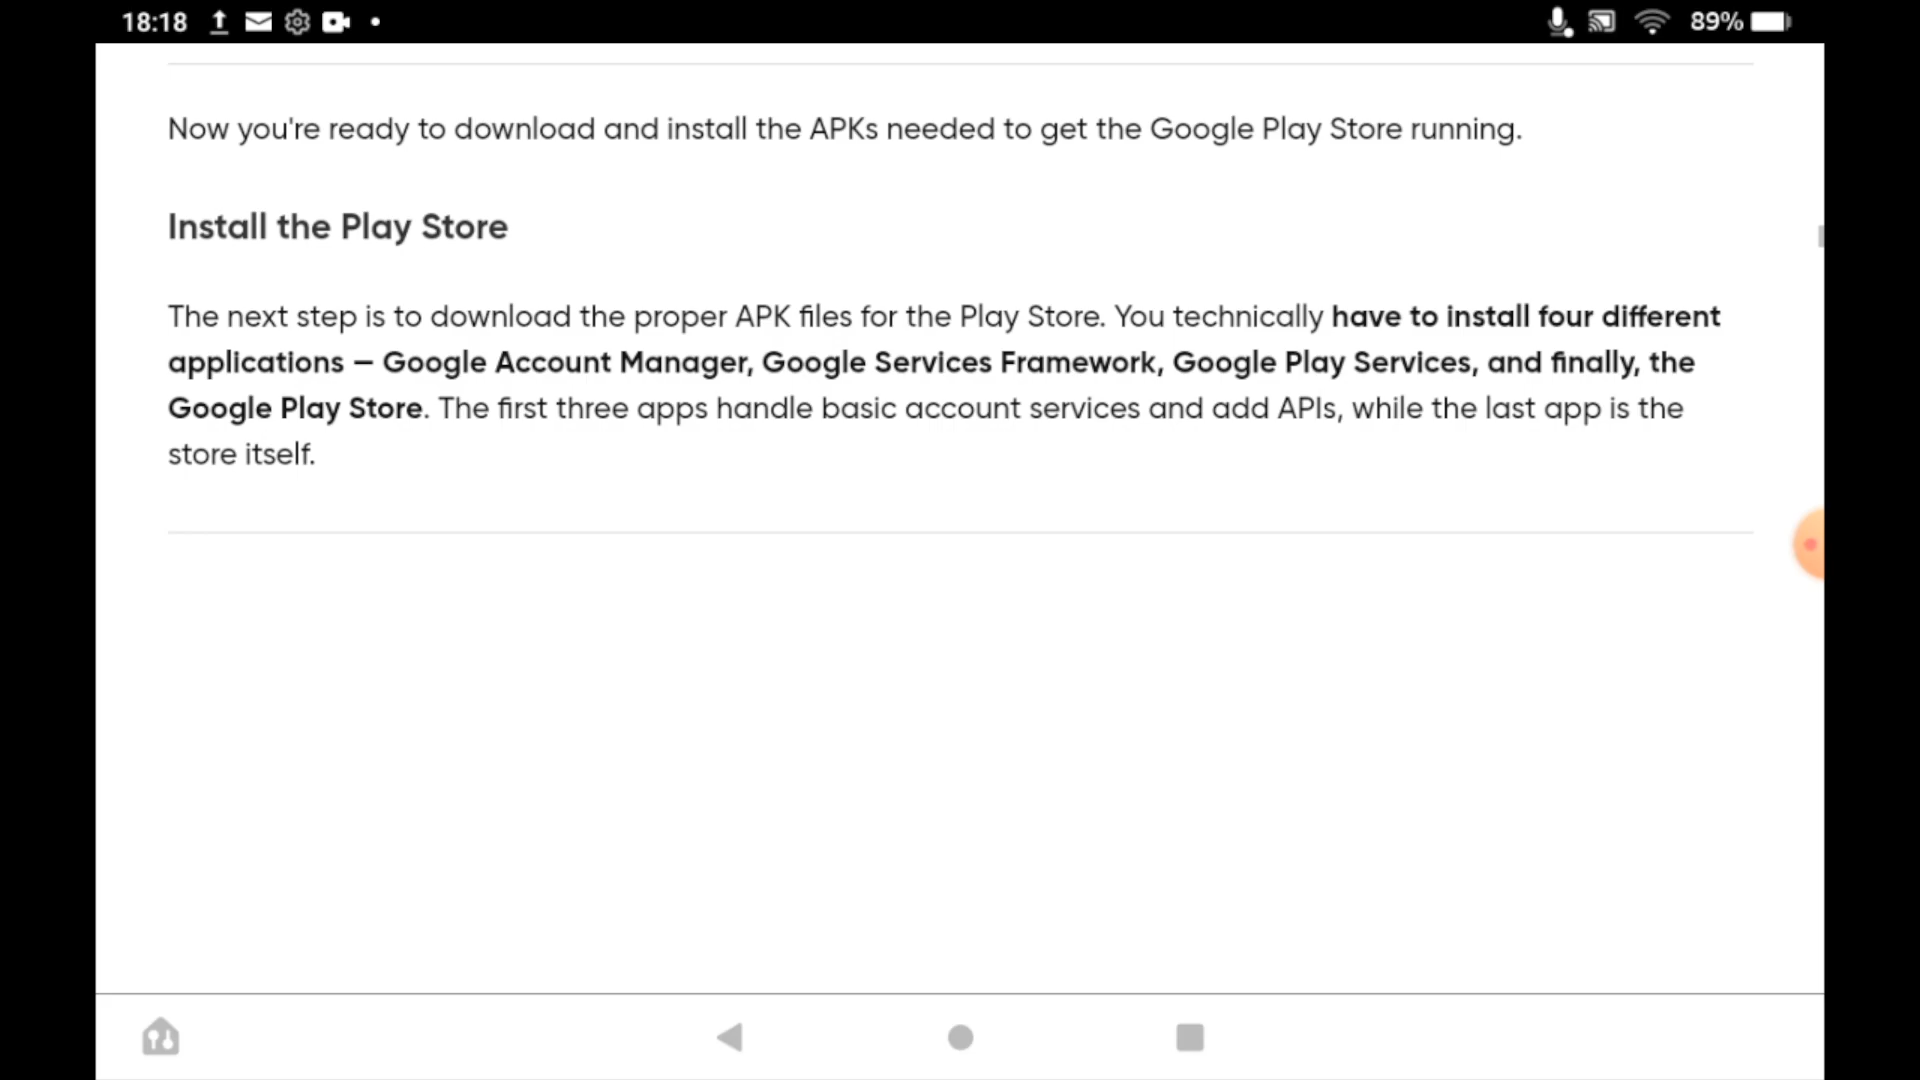 18:18
89%
Now you're ready to download and install the APKs needed to get the Google Play Store running.
Install the Play Store
The next step is to download the proper APK files for the Play Store. You technically have to install four different
applications — Google Account Manager, Google Services Framework, Google Play Services, and finally, the
Google Play Store. The first three apps handle basic account services and add APIs, while the last app is the
store itself.